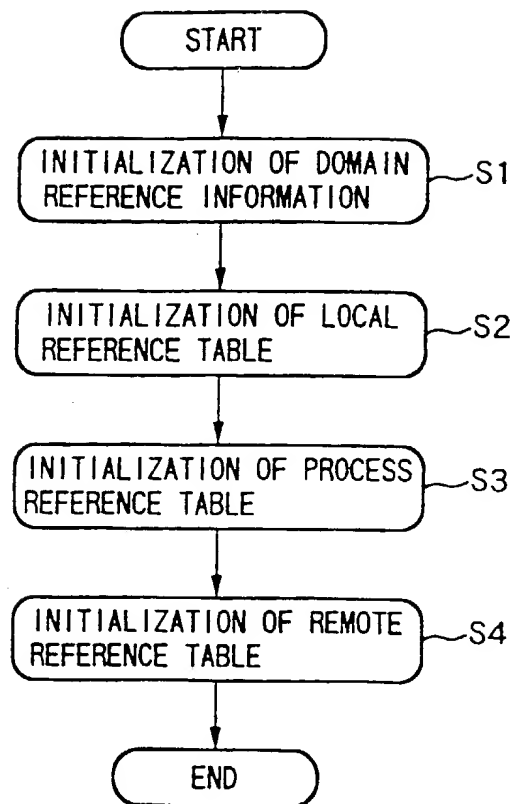 START
INITIALIZATION OF DOMAIN
REFERENCE INFORMATION
S1
INITIALIZATION OF LOCAL
REFERENCE TABLE
S2
INITIALIZATION OF PROCESS
REFERENCE TABLE
S3
INITIALIZATION OF REMOTE
REFERENCE TABLE
S4
END